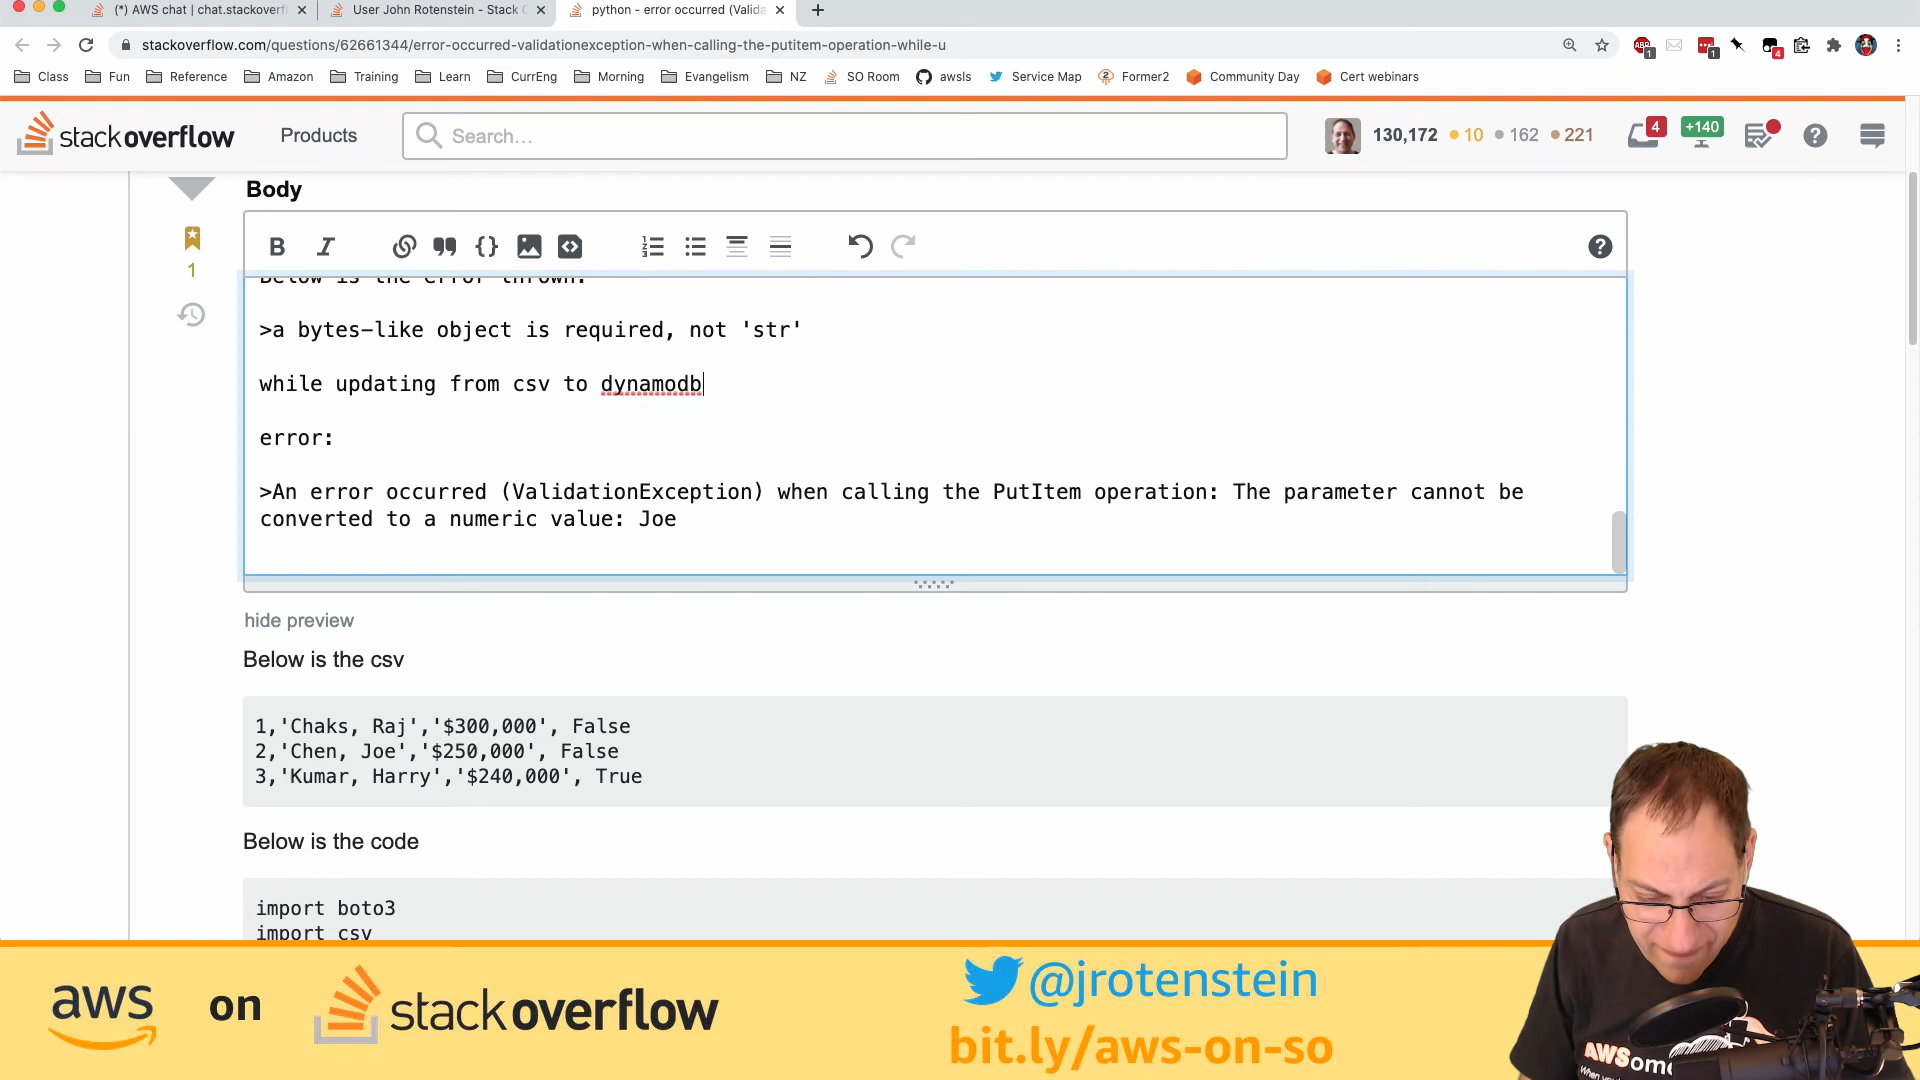 (*) AWS chat | chat.stackoverfl
User John Rotenstein - Stack O
python - error occurred (Valida
stackoverflow.com/questions/62661344/error-occurred-validationexception-when-calling-the-putitem-operation-while-u
Class Fun Reference Amazon Training Learn CurrEng Morning Evangelism NZ SO Room awsls Service Map Former2 Community Day Cert webinars
stackoverflow Products Search... 130,172 10 162 221 4 +140
Body
1
Below is the error thrown:
>a bytes-like object is required, not 'str'
while updating from csv to dynamodb
error:
>An error occurred (ValidationException) when calling the PutItem operation: The parameter cannot be
converted to a numeric value: Joe
hide preview
Below is the csv
1,'Chaks, Raj','$300,000', False
2,'Chen, Joe','$250,000', False
3,'Kumar, Harry','$240,000', True
Below is the code
import boto3
import csv
aws on stackoverflow
@jrotenstein
bit.ly/aws-on-so